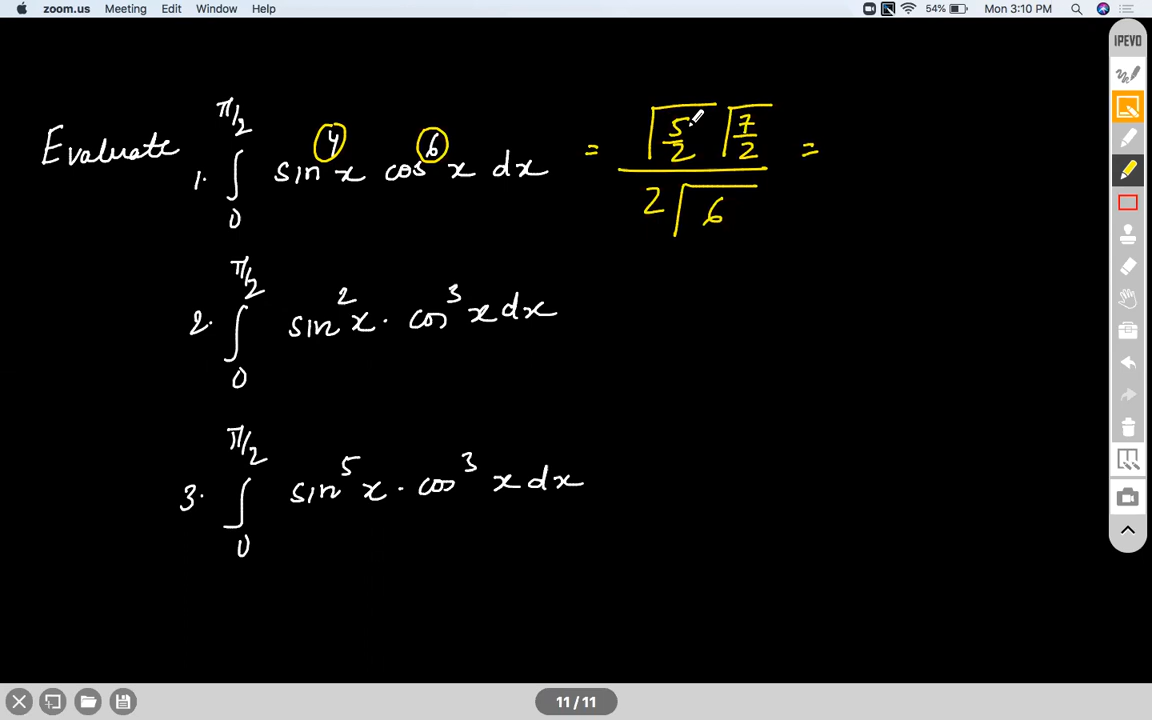 zoom.us Meeting Edit Window Help 54% Mon 3:10 PM
IPEVO
Evaluate 1. ∫₀^{π/2} sin⁴x cos⁶x dx = (Γ(5/2) Γ(7/2)) / (2 Γ(6)) =
2. ∫₀^{π/2} sin²x · cos³x dx
3. ∫₀^{π/2} sin⁵x · cos³x dx
11/11